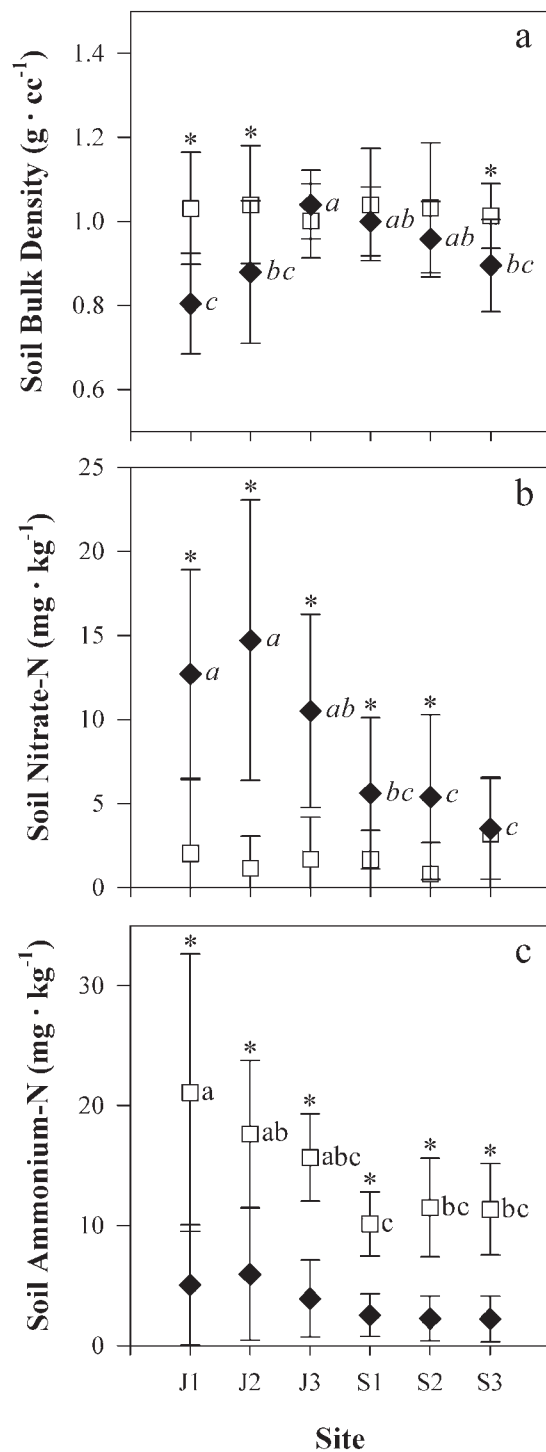 a
Soil Bulk Density (g · cc⁻¹)
1.4
1.2
1.0
0.8
0.6
* * *
c bc a ab ab bc
b
Soil Nitrate-N (mg · kg⁻¹)
25
20
15
10
5
0
* * * * *
a a ab bc c c
c
Soil Ammonium-N (mg · kg⁻¹)
30
20
10
0
* * * * * *
a ab abc c bc bc
J1 J2 J3 S1 S2 S3
Site